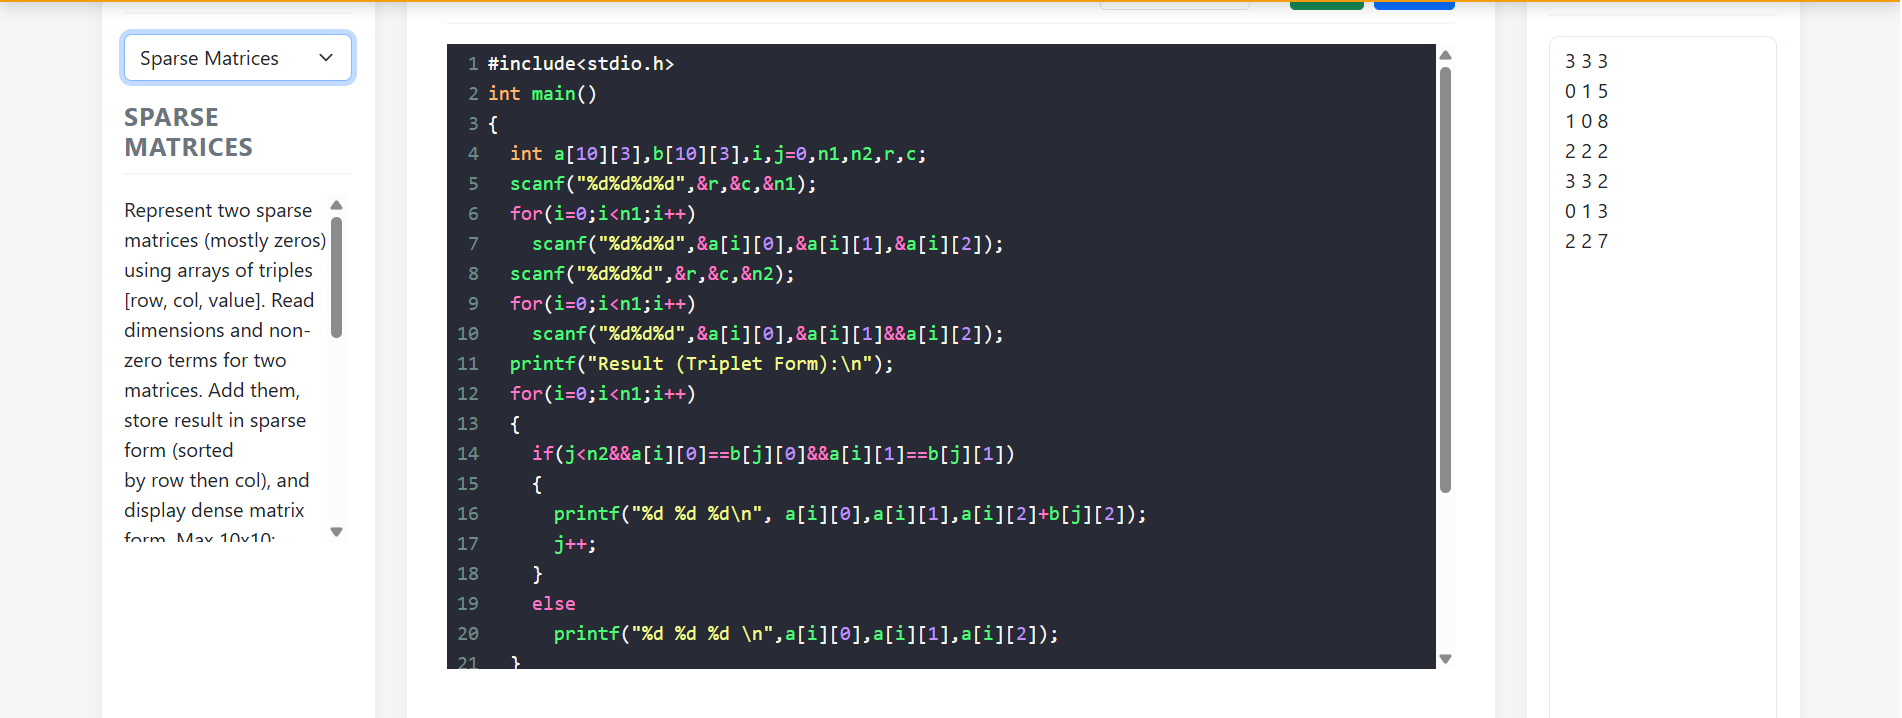 Sparse Matrices
SPARSE
MATRICES
Represent two sparse
matrices (mostly zeros)
using arrays of triples
[row, col, value]. Read
dimensions and non-
zero terms for two
matrices. Add them,
store result in sparse
form (sorted
by row then col), and
display dense matrix
form. Max 10x10;
1 #include<stdio.h>
2 int main()
3 {
4   int a[10][3],b[10][3],i,j=0,n1,n2,r,c;
5   scanf("%d%d%d%d",&r,&c,&n1);
6   for(i=0;i<n1;i++)
7     scanf("%d%d%d",&a[i][0],&a[i][1],&a[i][2]);
8   scanf("%d%d%d",&r,&c,&n2);
9   for(i=0;i<n1;i++)
10     scanf("%d%d%d",&a[i][0],&a[i][1]&&a[i][2]);
11   printf("Result (Triplet Form):\n");
12   for(i=0;i<n1;i++)
13   {
14     if(j<n2&&a[i][0]==b[j][0]&&a[i][1]==b[j][1])
15     {
16       printf("%d %d %d\n", a[i][0],a[i][1],a[i][2]+b[j][2]);
17       j++;
18     }
19     else
20       printf("%d %d %d \n",a[i][0],a[i][1],a[i][2]);
21   }
3 3 3
0 1 5
1 0 8
2 2 2
3 3 2
0 1 3
2 2 7